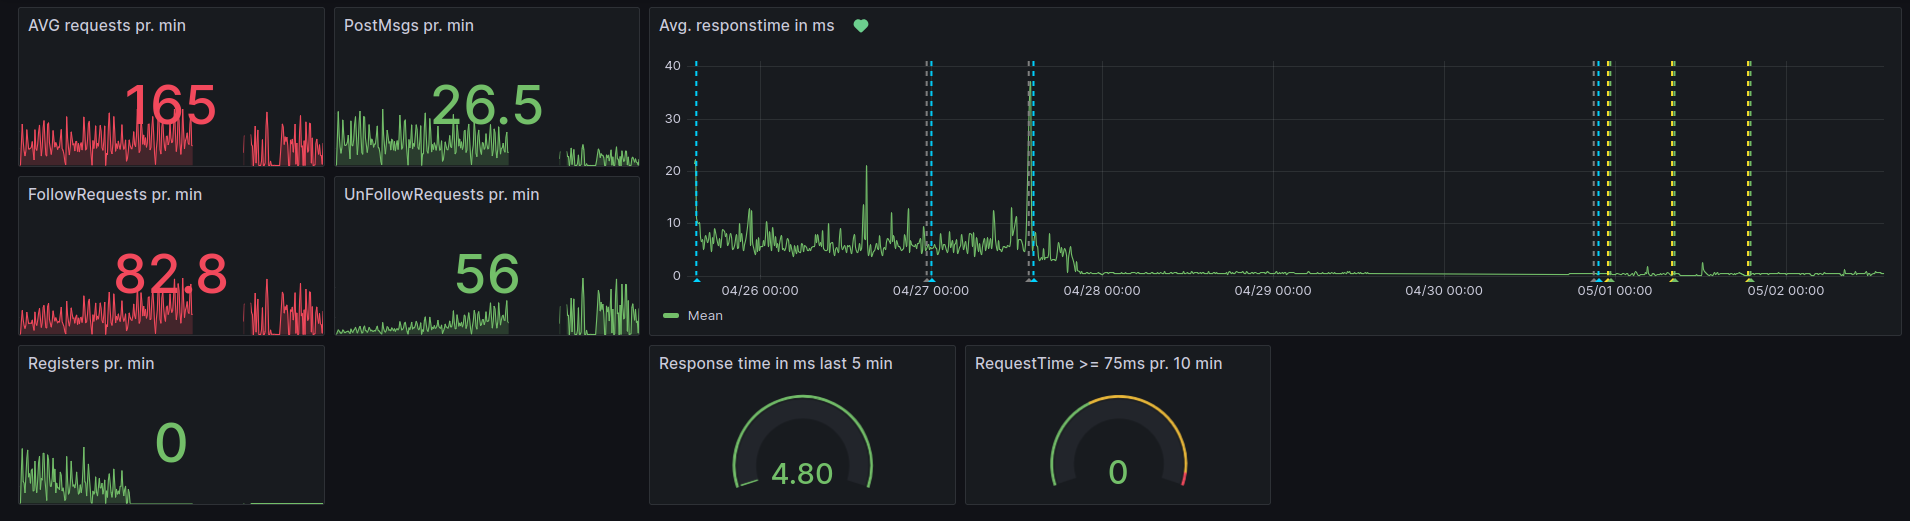 AVG requests pr. min
165
PostMsgs pr. min
26.5
Avg. responstime in ms
40
30
20
10
0
04/26 00:00
04/27 00:00
04/28 00:00
04/29 00:00
04/30 00:00
05/01 00:00
05/02 00:00
Mean
FollowRequests pr. min
82.8
UnFollowRequests pr. min
56
Registers pr. min
0
Response time in ms last 5 min
4.80
RequestTime >= 75ms pr. 10 min
0